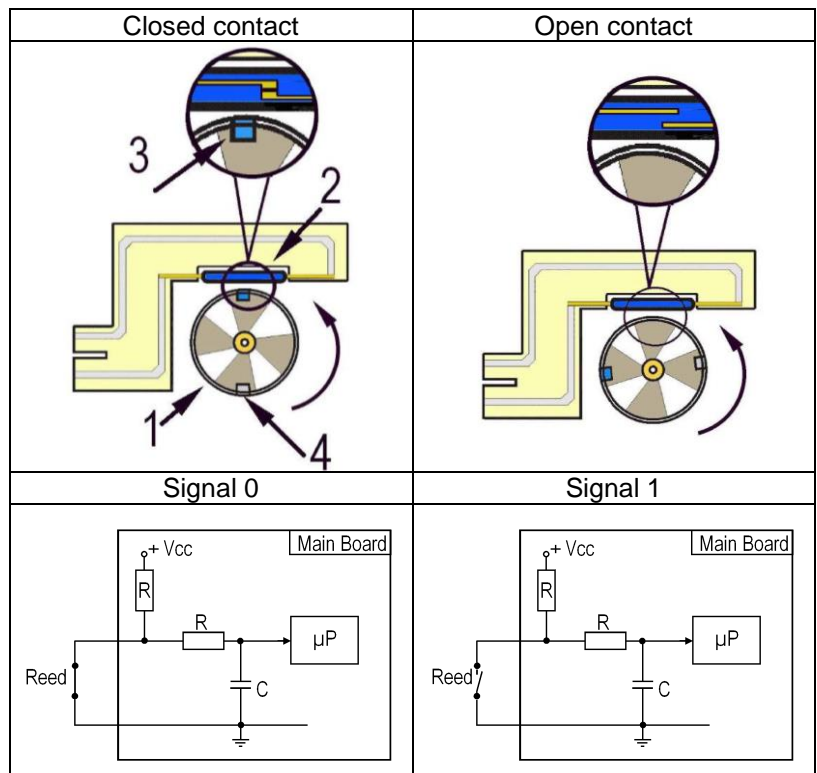 Closed contact
Open contact
3
2
1
4
Signal 0
Signal 1
+ Vcc
Main Board
R
R
µP
Reed
C
+ Vcc
Main Board
R
R
µP
Reed
C